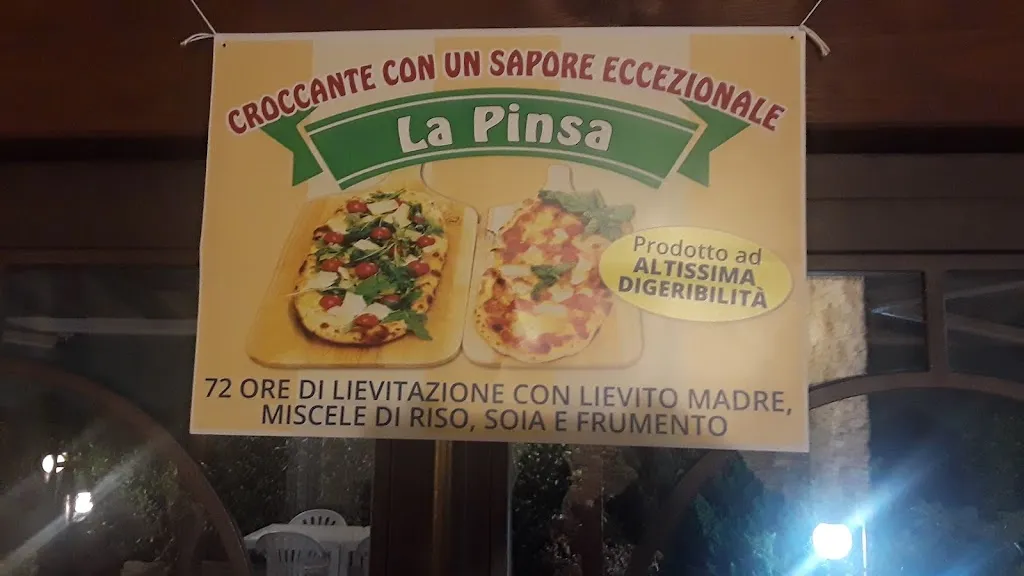 CROCCANTE CON UN SAPORE ECCEZIONALE
La Pinsa
Prodotto ad
ALTISSIMA
DIGERIBILITÀ
72 ORE DI LIEVITAZIONE CON LIEVITO MADRE,
MISCELE DI RISO, SOIA E FRUMENTO